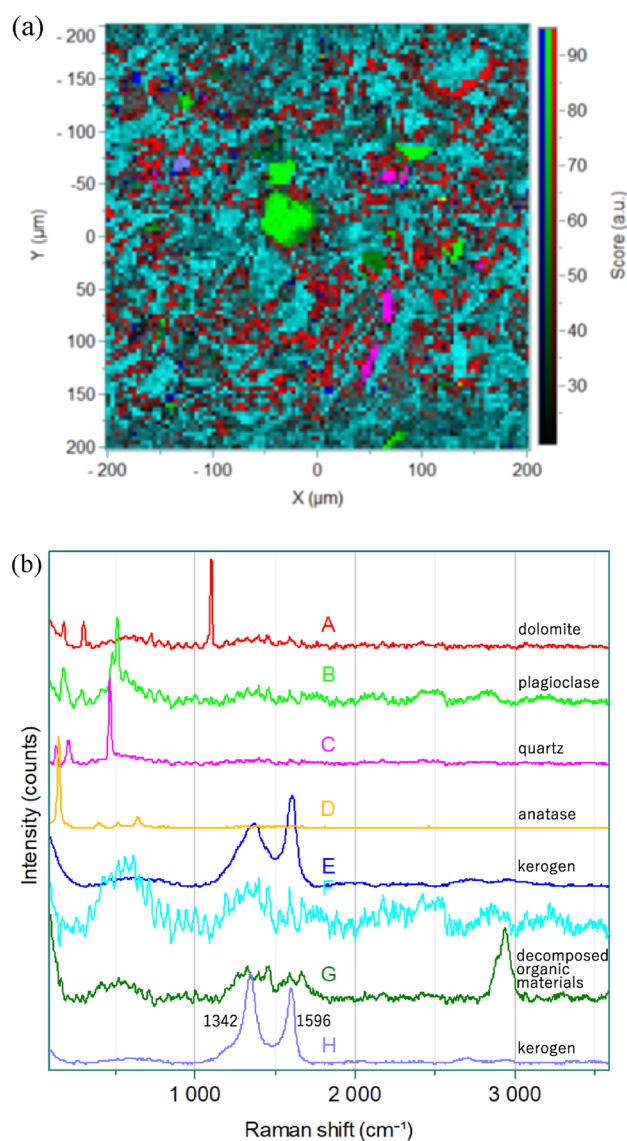 (a)
- 200
- 150
- 100
-50
0
50
100
150
200
Y (µm)
- 200
- 100
0
100
200
X (µm)
90
80
70
60
50
40
30
Score (a.u.)
(b)
A
dolomite
B
plagioclase
C
quartz
D
anatase
E
kerogen
F
decomposed
organic
materials
G
1342
1596
H
kerogen
Intensity (counts)
1 000
2 000
3 000
Raman shift (cm⁻¹)